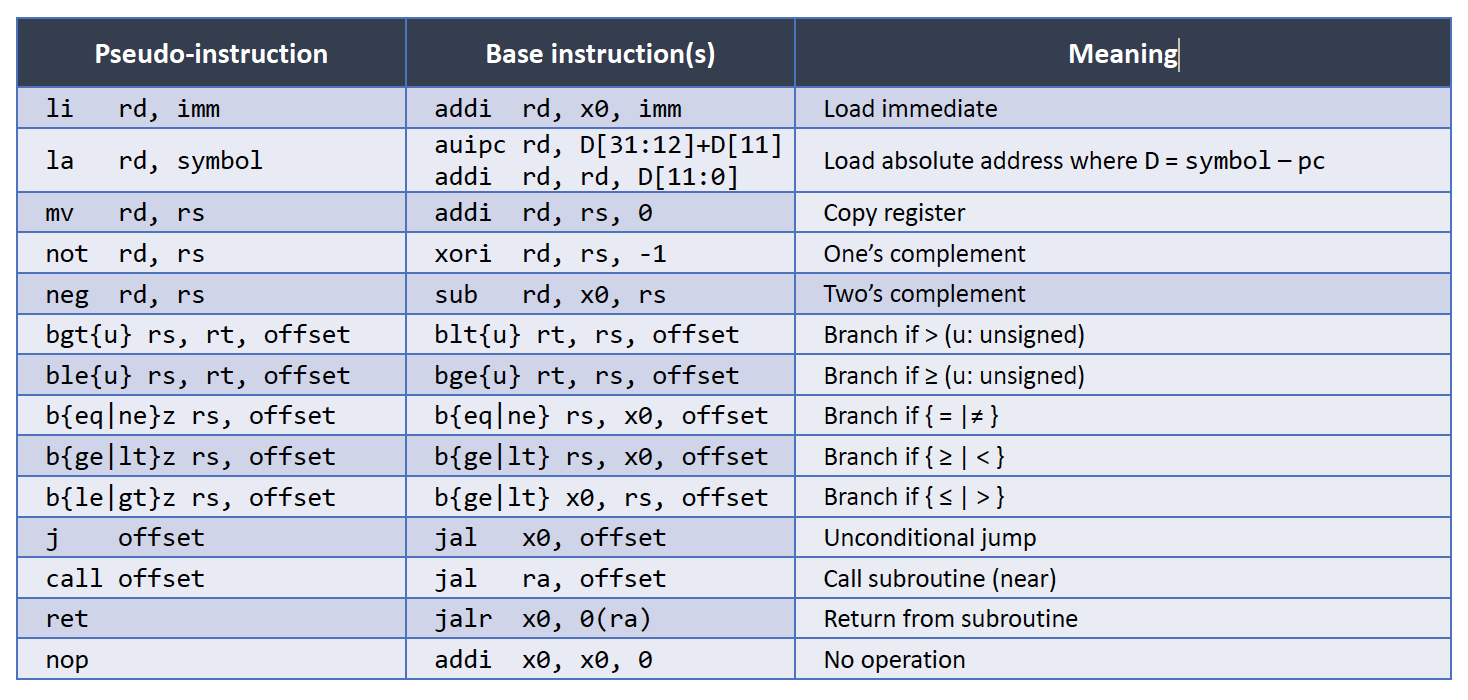 Pseudo-instruction Base instruction(s) Meaning
li rd, imm addi rd, x0, imm Load immediate
la rd, symbol auipc rd, D[31:12]+D[11] Load absolute address where D = symbol – pc
addi rd, rd, D[11:0]
mv rd, rs addi rd, rs, 0 Copy register
not rd, rs xori rd, rs, -1 One’s complement
neg rd, rs sub rd, x0, rs Two’s complement
bgt{u} rs, rt, offset blt{u} rt, rs, offset Branch if > (u: unsigned)
ble{u} rs, rt, offset bge{u} rt, rs, offset Branch if ≥ (u: unsigned)
b{eq|ne}z rs, offset b{eq|ne} rs, x0, offset Branch if { = |≠ }
b{ge|lt}z rs, offset b{ge|lt} rs, x0, offset Branch if { ≥ | < }
b{le|gt}z rs, offset b{ge|lt} x0, rs, offset Branch if { ≤ | > }
j offset jal x0, offset Unconditional jump
call offset jal ra, offset Call subroutine (near)
ret jalr x0, 0(ra) Return from subroutine
nop addi x0, x0, 0 No operation